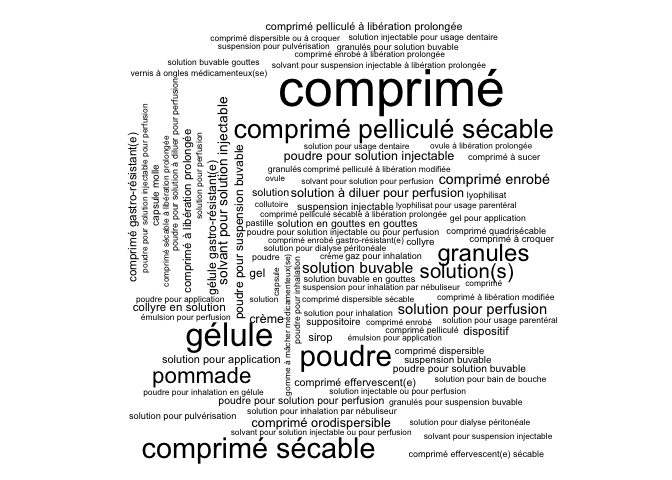 comprimé pelliculé à libération prolongée
comprimé dispersible ou à croquer
solution injectable pour usage dentaire
suspension pour pulvérisation
granulés pour solution buvable
comprimé enrobé à libération prolongée
solution buvable gouttes
solvant pour suspension injectable à libération prolongée
vernis à ongles médicamenteux(se)
comprimé
comprimé pelliculé sécable
comprimé gastro-résistant(e)
poudre pour solution injectable pour perfusion
capsule molle
comprimé sécable à libération prolongée
poudre pour solution à diluer pour perfusion
comprimé à libération prolongée
solution pour perfusion
gélule gastro-résistant(e)
solvant pour solution injectable
poudre pour suspension buvable
solution pour usage dentaire
ovule à libération prolongée
poudre pour solution injectable
comprimé à sucer
granulés
comprimé pelliculé à libération modifiée
ovule
solvant pour solution pour perfusion
comprimé enrobé
solution
solution à diluer pour perfusion
lyophilisat
collutoire
suspension injectable
lyophilisat pour usage parentéral
comprimé pelliculé sécable à libération prolongée
gel pour application
pastille
solution en gouttes en gouttes
poudre pour solution injectable ou pour perfusion
comprimé quadrisécable
comprimé enrobé gastro-résistant(e)
collyre
comprimé à croquer
solution pour dialyse péritonéale
poudre
crème
gaz pour inhalation
granules
gel
capsule
gomme à mâcher médicamenteux(se)
poudre pour inhalation
solution buvable
solution(s)
solution buvable en gouttes
suspension pour inhalation par nébuliseur
comprimé
poudre pour application
solution
comprimé dispersible sécable
comprimé à libération modifiée
collyre en solution
solution pour inhalation
solution pour perfusion
émulsion pour perfusion
crème
suppositoire
comprimé enrobé
solution pour usage parentéral
gélule
comprimé pelliculé
dispositif
sirop
émulsion pour application
solution pour application
poudre
comprimé dispersible
suspension buvable
poudre pour solution buvable
pommade
comprimé effervescent(e)
solution pour bain de bouche
poudre pour inhalation en gélule
solution injectable ou pour perfusion
poudre pour solution pour perfusion
granulés pour suspension buvable
solution pour inhalation par nébuliseur
solution pour pulvérisation
comprimé orodispersible
solution pour dialyse péritonéale
solvant pour solution injectable ou pour perfusion
solvant pour suspension injectable
comprimé sécable
comprimé effervescent(e) sécable